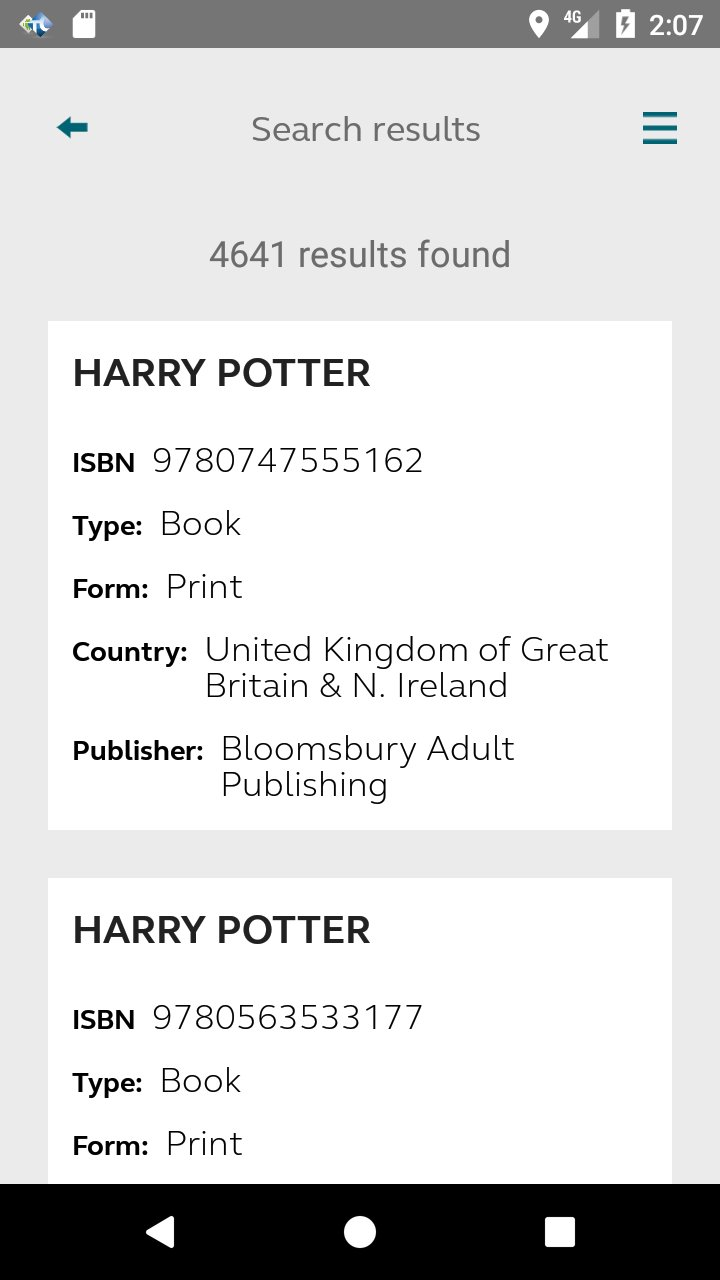 4G 2:07
Search results
4641 results found
HARRY POTTER
ISBN 9780747555162
Type: Book
Form: Print
Country: United Kingdom of Great
Britain & N. Ireland
Publisher: Bloomsbury Adult
Publishing
HARRY POTTER
ISBN 9780563533177
Type: Book
Form: Print